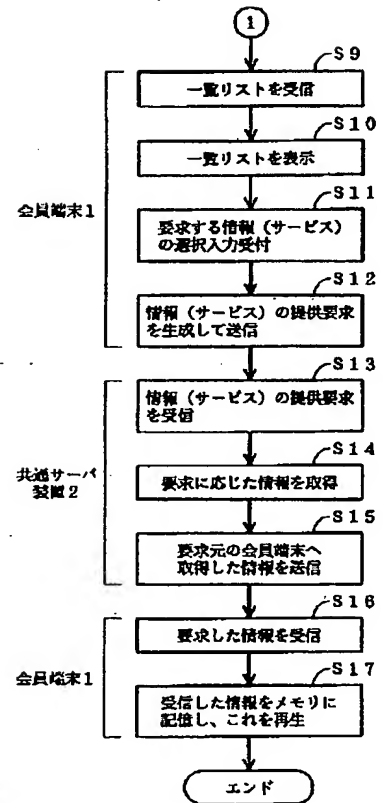 1
S9
一覧リストを受信
S10
一覧リストを表示
S11
会員端末1
要求する情報(サービス)
の選択入力受付
S12
情報(サービス)の提供要求
を生成して送信
S13
情報(サービス)の提供要求
を受信
S14
共通サーバ
装置2
要求に応じた情報を取得
S15
要求元の会員端末へ
取得した情報を送信
S16
要求した情報を受信
会員端末1
S17
受信した情報をメモリに
記憶し、これを再生
エンド